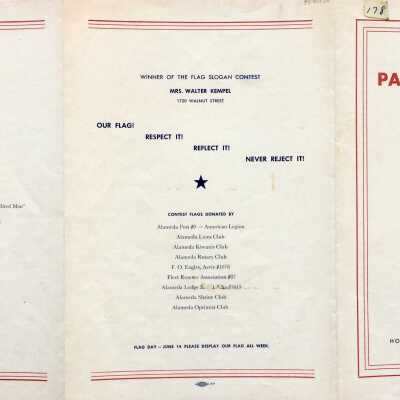 WINNER OF THE FLAG SLOGAN CONTEST
MRS. WALTER KEMPEL
1720 WALNUT STREET
OUR FLAG!
RESPECT IT!
REFLECT IT!
NEVER REJECT IT!
CONTEST FLAGS DONATED BY
Alameda Post #9 — American Legion
Alameda Lions Club
Alameda Kiwanis Club
Alameda Rotary Club
F. O. Eagles, Aerie #1076
Fleet Reserve Association #87
Alameda Lodge
Alameda Shrine Club
Alameda Optimist Club
FLAG DAY — JUNE 14 PLEASE DISPLAY OUR FLAG ALL WEEK.
178
PA
HO